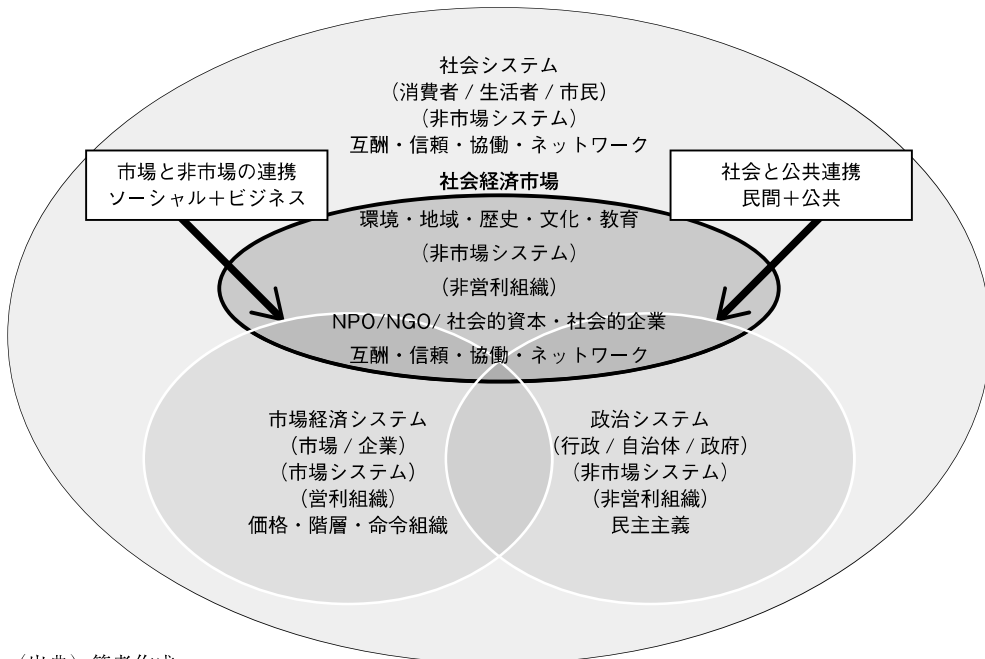 社会システム
（消費者 / 生活者 / 市民）
（非市場システム）
互酬・信頼・協働・ネットワーク
市場と非市場の連携
ソーシャル＋ビジネス
社会と公共連携
民間＋公共
社会経済市場
環境・地域・歴史・文化・教育
（非市場システム）
（非営利組織）
NPO/NGO/ 社会的資本・社会的企業
互酬・信頼・協働・ネットワーク
市場経済システム
（市場 / 企業）
（市場システム）
（営利組織）
価格・階層・命令組織
政治システム
（行政 / 自治体 / 政府）
（非市場システム）
（非営利組織）
民主主義
（出典）筆者作成